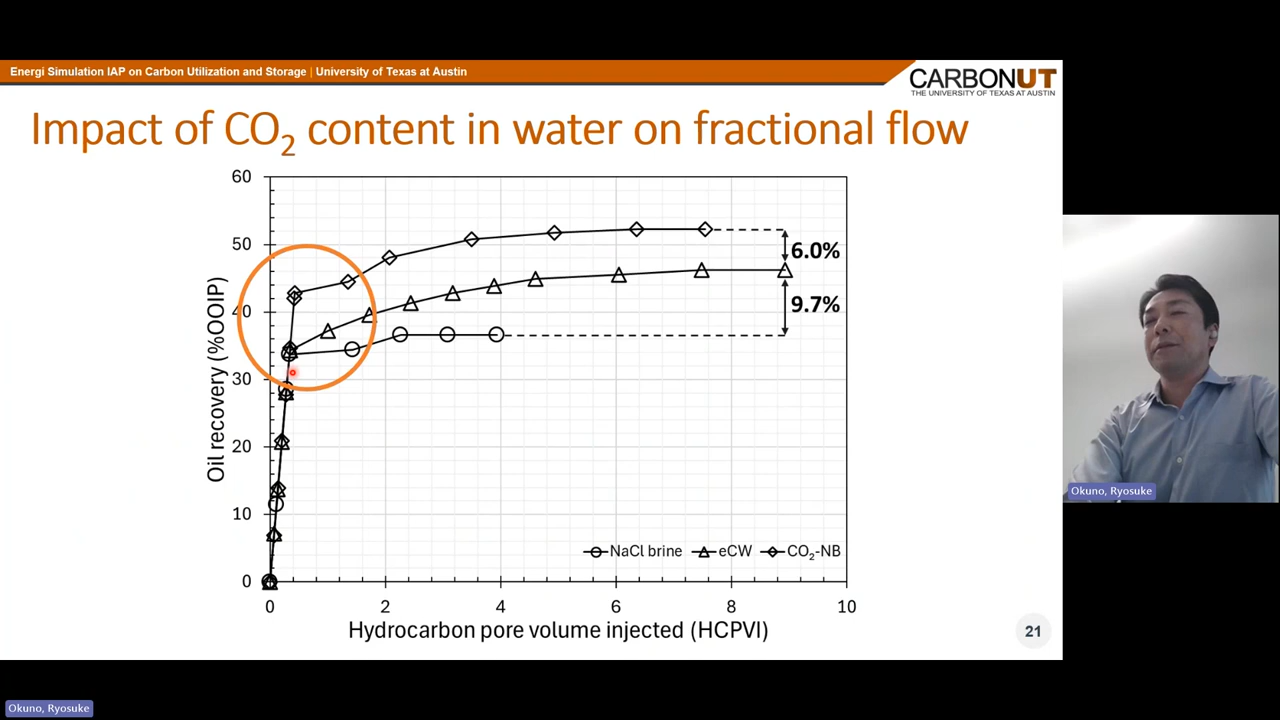 Energi Simulation IAP on Carbon Utilization and Storage | University of Texas at Austin
CARBONUT
THE UNIVERSITY OF TEXAS AT AUSTIN
Impact of CO₂ content in water on fractional flow
60
50
40
30
20
10
0
Oil recovery (%OOIP)
6.0%
9.7%
NaCl brine
eCW
CO₂-NB
0 2 4 6 8 10
Hydrocarbon pore volume injected (HCPVI)
21
Okuno, Ryosuke
Okuno, Ryosuke